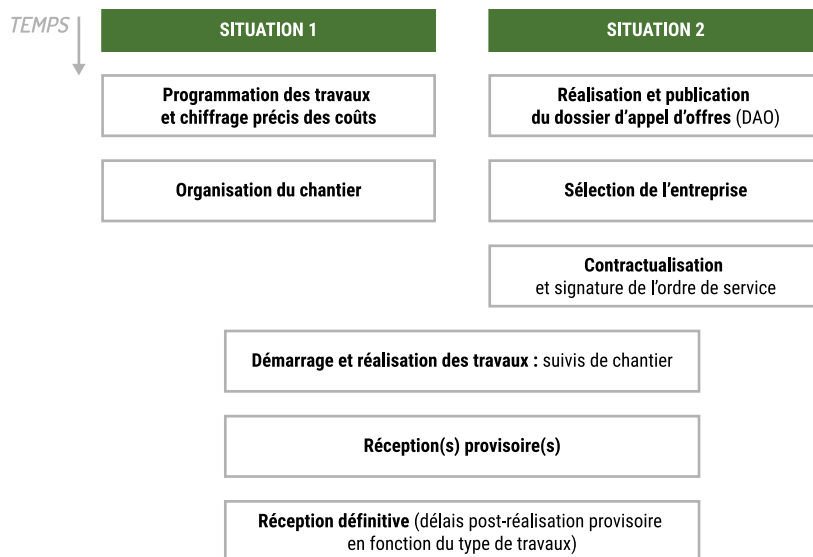 TEMPS
SITUATION 1
SITUATION 2
Programmation des travaux
et chiffrage précis des coûts
Réalisation et publication
du dossier d’appel d’offres (DAO)
Organisation du chantier
Sélection de l’entreprise
Contractualisation
et signature de l’ordre de service
Démarrage et réalisation des travaux : suivis de chantier
Réception(s) provisoire(s)
Réception définitive (délais post-réalisation provisoire
en fonction du type de travaux)